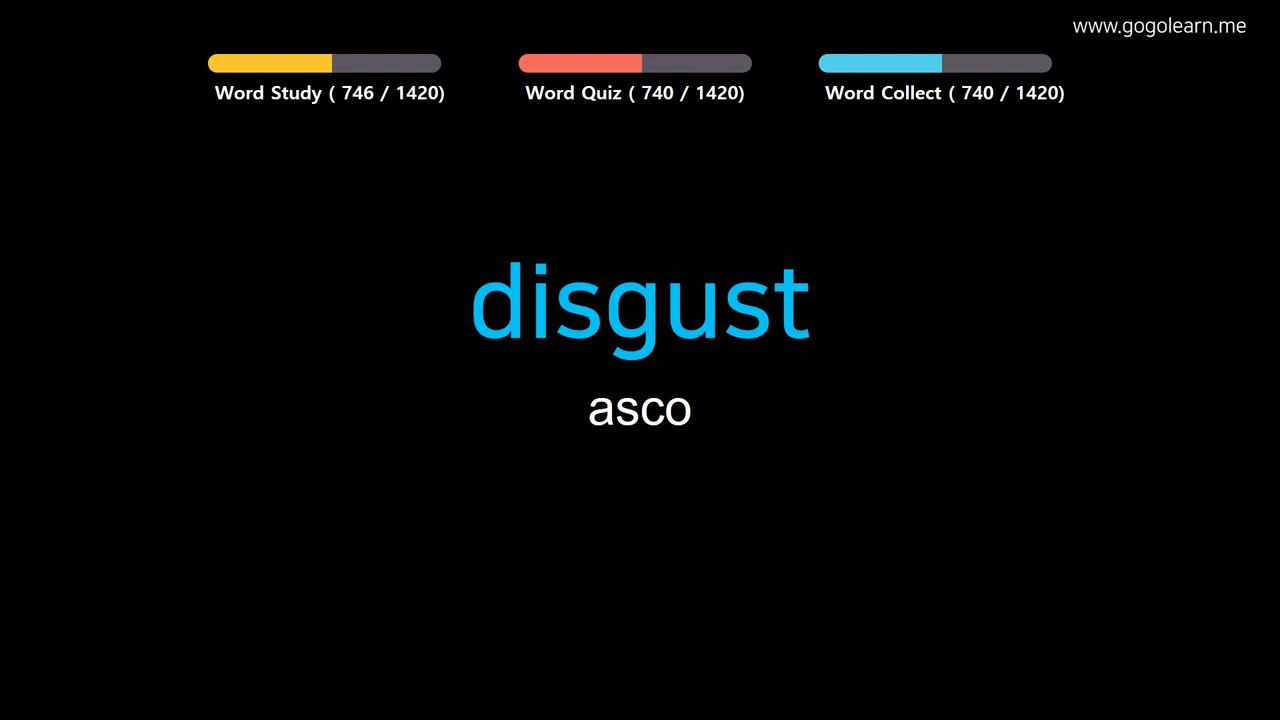 www.gogolearn.me
Word Study ( 746 / 1420)
Word Quiz ( 740 / 1420)
Word Collect ( 740 / 1420)
disgust
asco